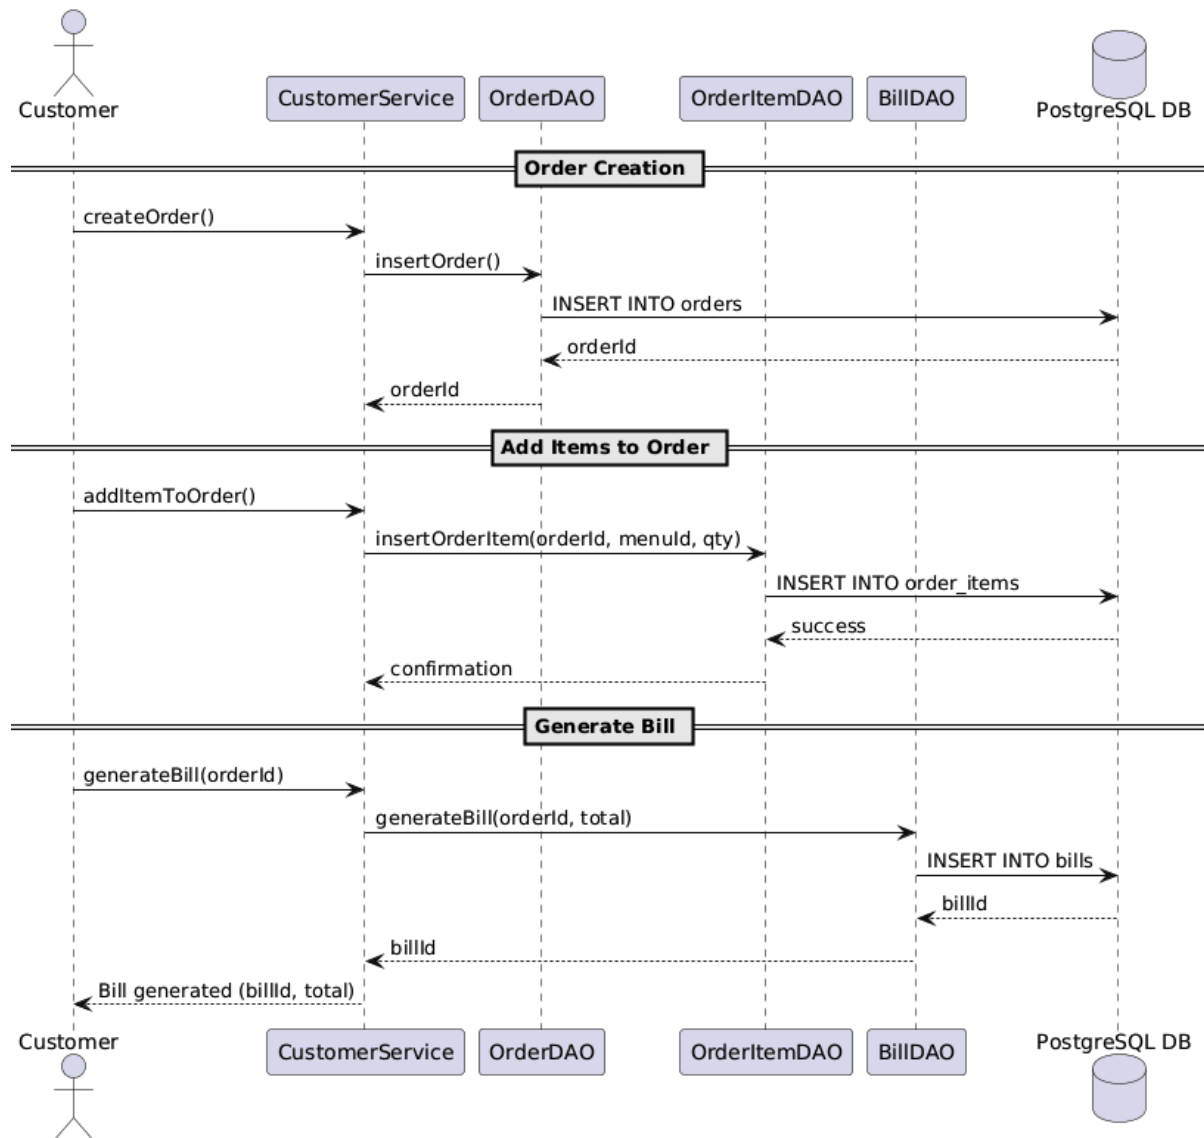 Customer
CustomerService
OrderDAO
OrderItemDAO
BillDAO
PostgreSQL DB
Order Creation
createOrder()
insertOrder()
INSERT INTO orders
orderId
orderId
Add Items to Order
addItemToOrder()
insertOrderItem(orderId, menuId, qty)
INSERT INTO order_items
success
confirmation
Generate Bill
generateBill(orderId)
generateBill(orderId, total)
INSERT INTO bills
billId
billId
Bill generated (billId, total)
Customer
CustomerService
OrderDAO
OrderItemDAO
BillDAO
PostgreSQL DB